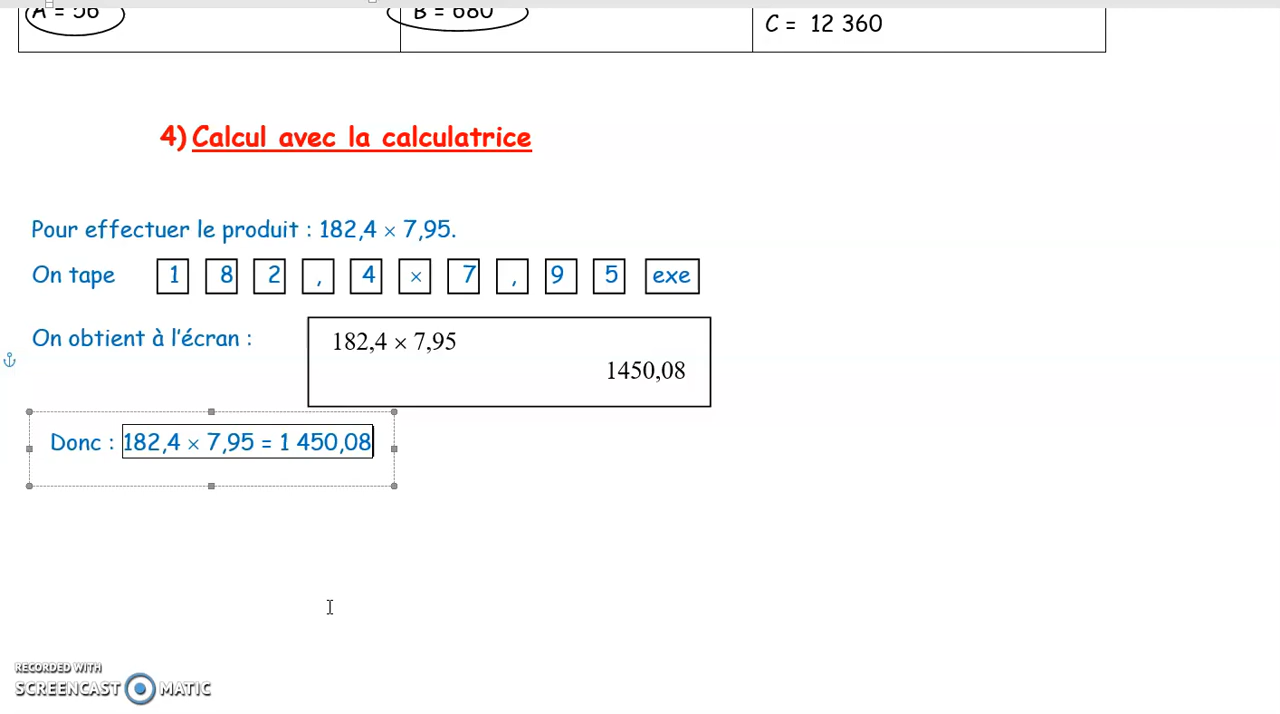 A = 56
B = 680
C = 12 360
4) Calcul avec la calculatrice
Pour effectuer le produit : 182,4 × 7,95.
On tape 1 8 2 , 4 × 7 , 9 5 exe
On obtient à l'écran :
182,4 × 7,95
1450,08
Donc : 182,4 × 7,95 = 1 450,08
RECORDED WITH
SCREENCAST MATIC